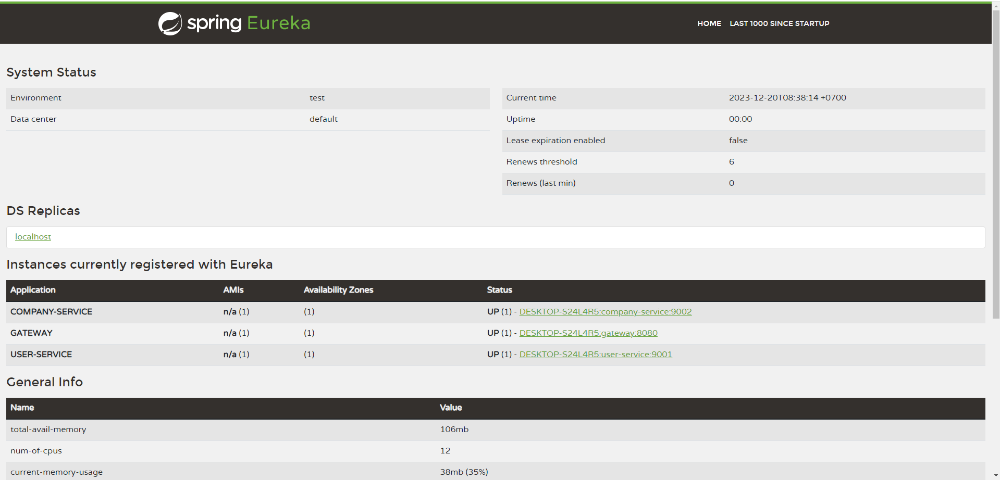 spring Eureka
HOME LAST 1000 SINCE STARTUP
System Status
Environment test
Data center default
Current time 2023-12-20T08:38:14 +0700
Uptime 00:00
Lease expiration enabled false
Renews threshold 6
Renews (last min) 0
DS Replicas
localhost
Instances currently registered with Eureka
Application AMIs Availability Zones Status
COMPANY-SERVICE n/a (1) (1) UP (1) - DESKTOP-S24L4R5:company-service:9002
GATEWAY n/a (1) (1) UP (1) - DESKTOP-S24L4R5:gateway:8080
USER-SERVICE n/a (1) (1) UP (1) - DESKTOP-S24L4R5:user-service:9001
General Info
Name Value
total-avail-memory 106mb
num-of-cpus 12
current-memory-usage 38mb (35%)